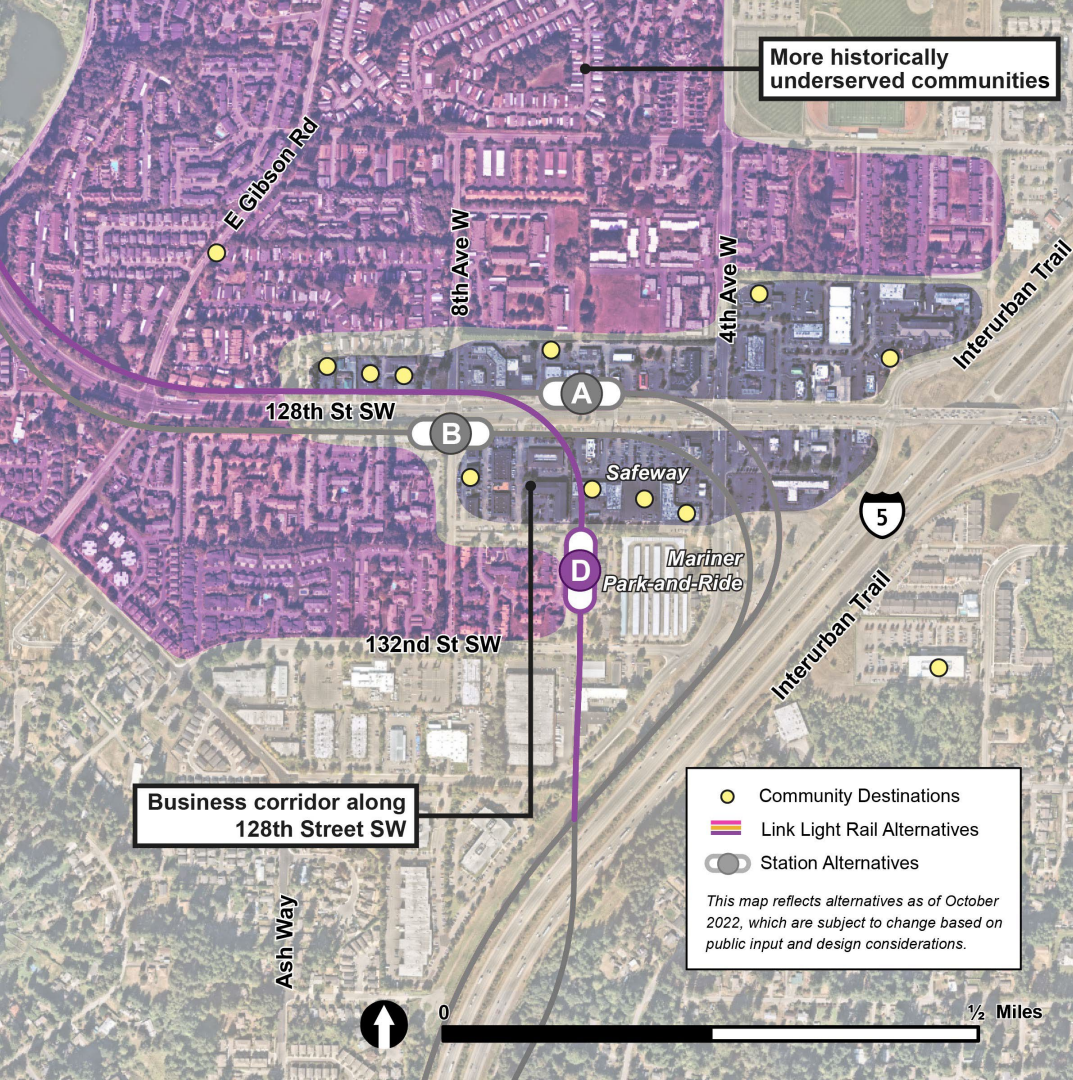 More historically
underserved communities
E Gibson Rd
8th Ave W
4th Ave W
Interurban Trail
A
128th St SW
B
Safeway
5
D
Mariner
Park-and-Ride
Interurban Trail
132nd St SW
Business corridor along
128th Street SW
Community Destinations
Link Light Rail Alternatives
Station Alternatives
This map reflects alternatives as of October
2022, which are subject to change based on
public input and design considerations.
Ash Way
0
½ Miles